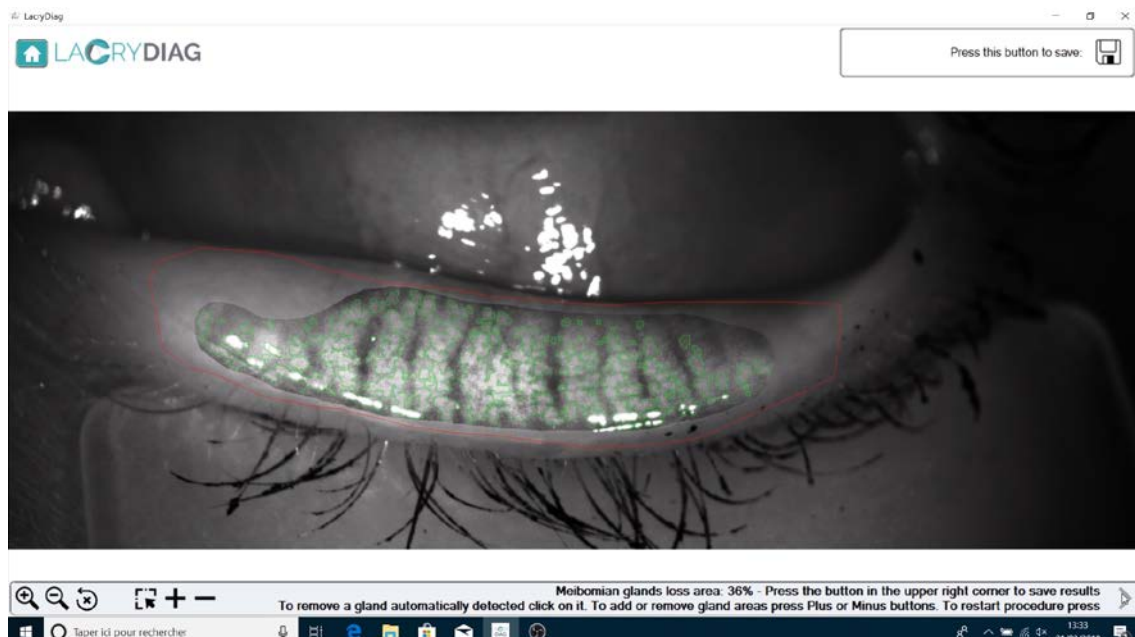 LacryDiag
LACRYDIAG
Press this button to save:
Meibomian glands loss area: 36% - Press the button in the upper right corner to save results
To remove a gland automatically detected click on it. To add or remove gland areas press Plus or Minus buttons. To restart procedure press
Taper ici pour rechercher
13:33